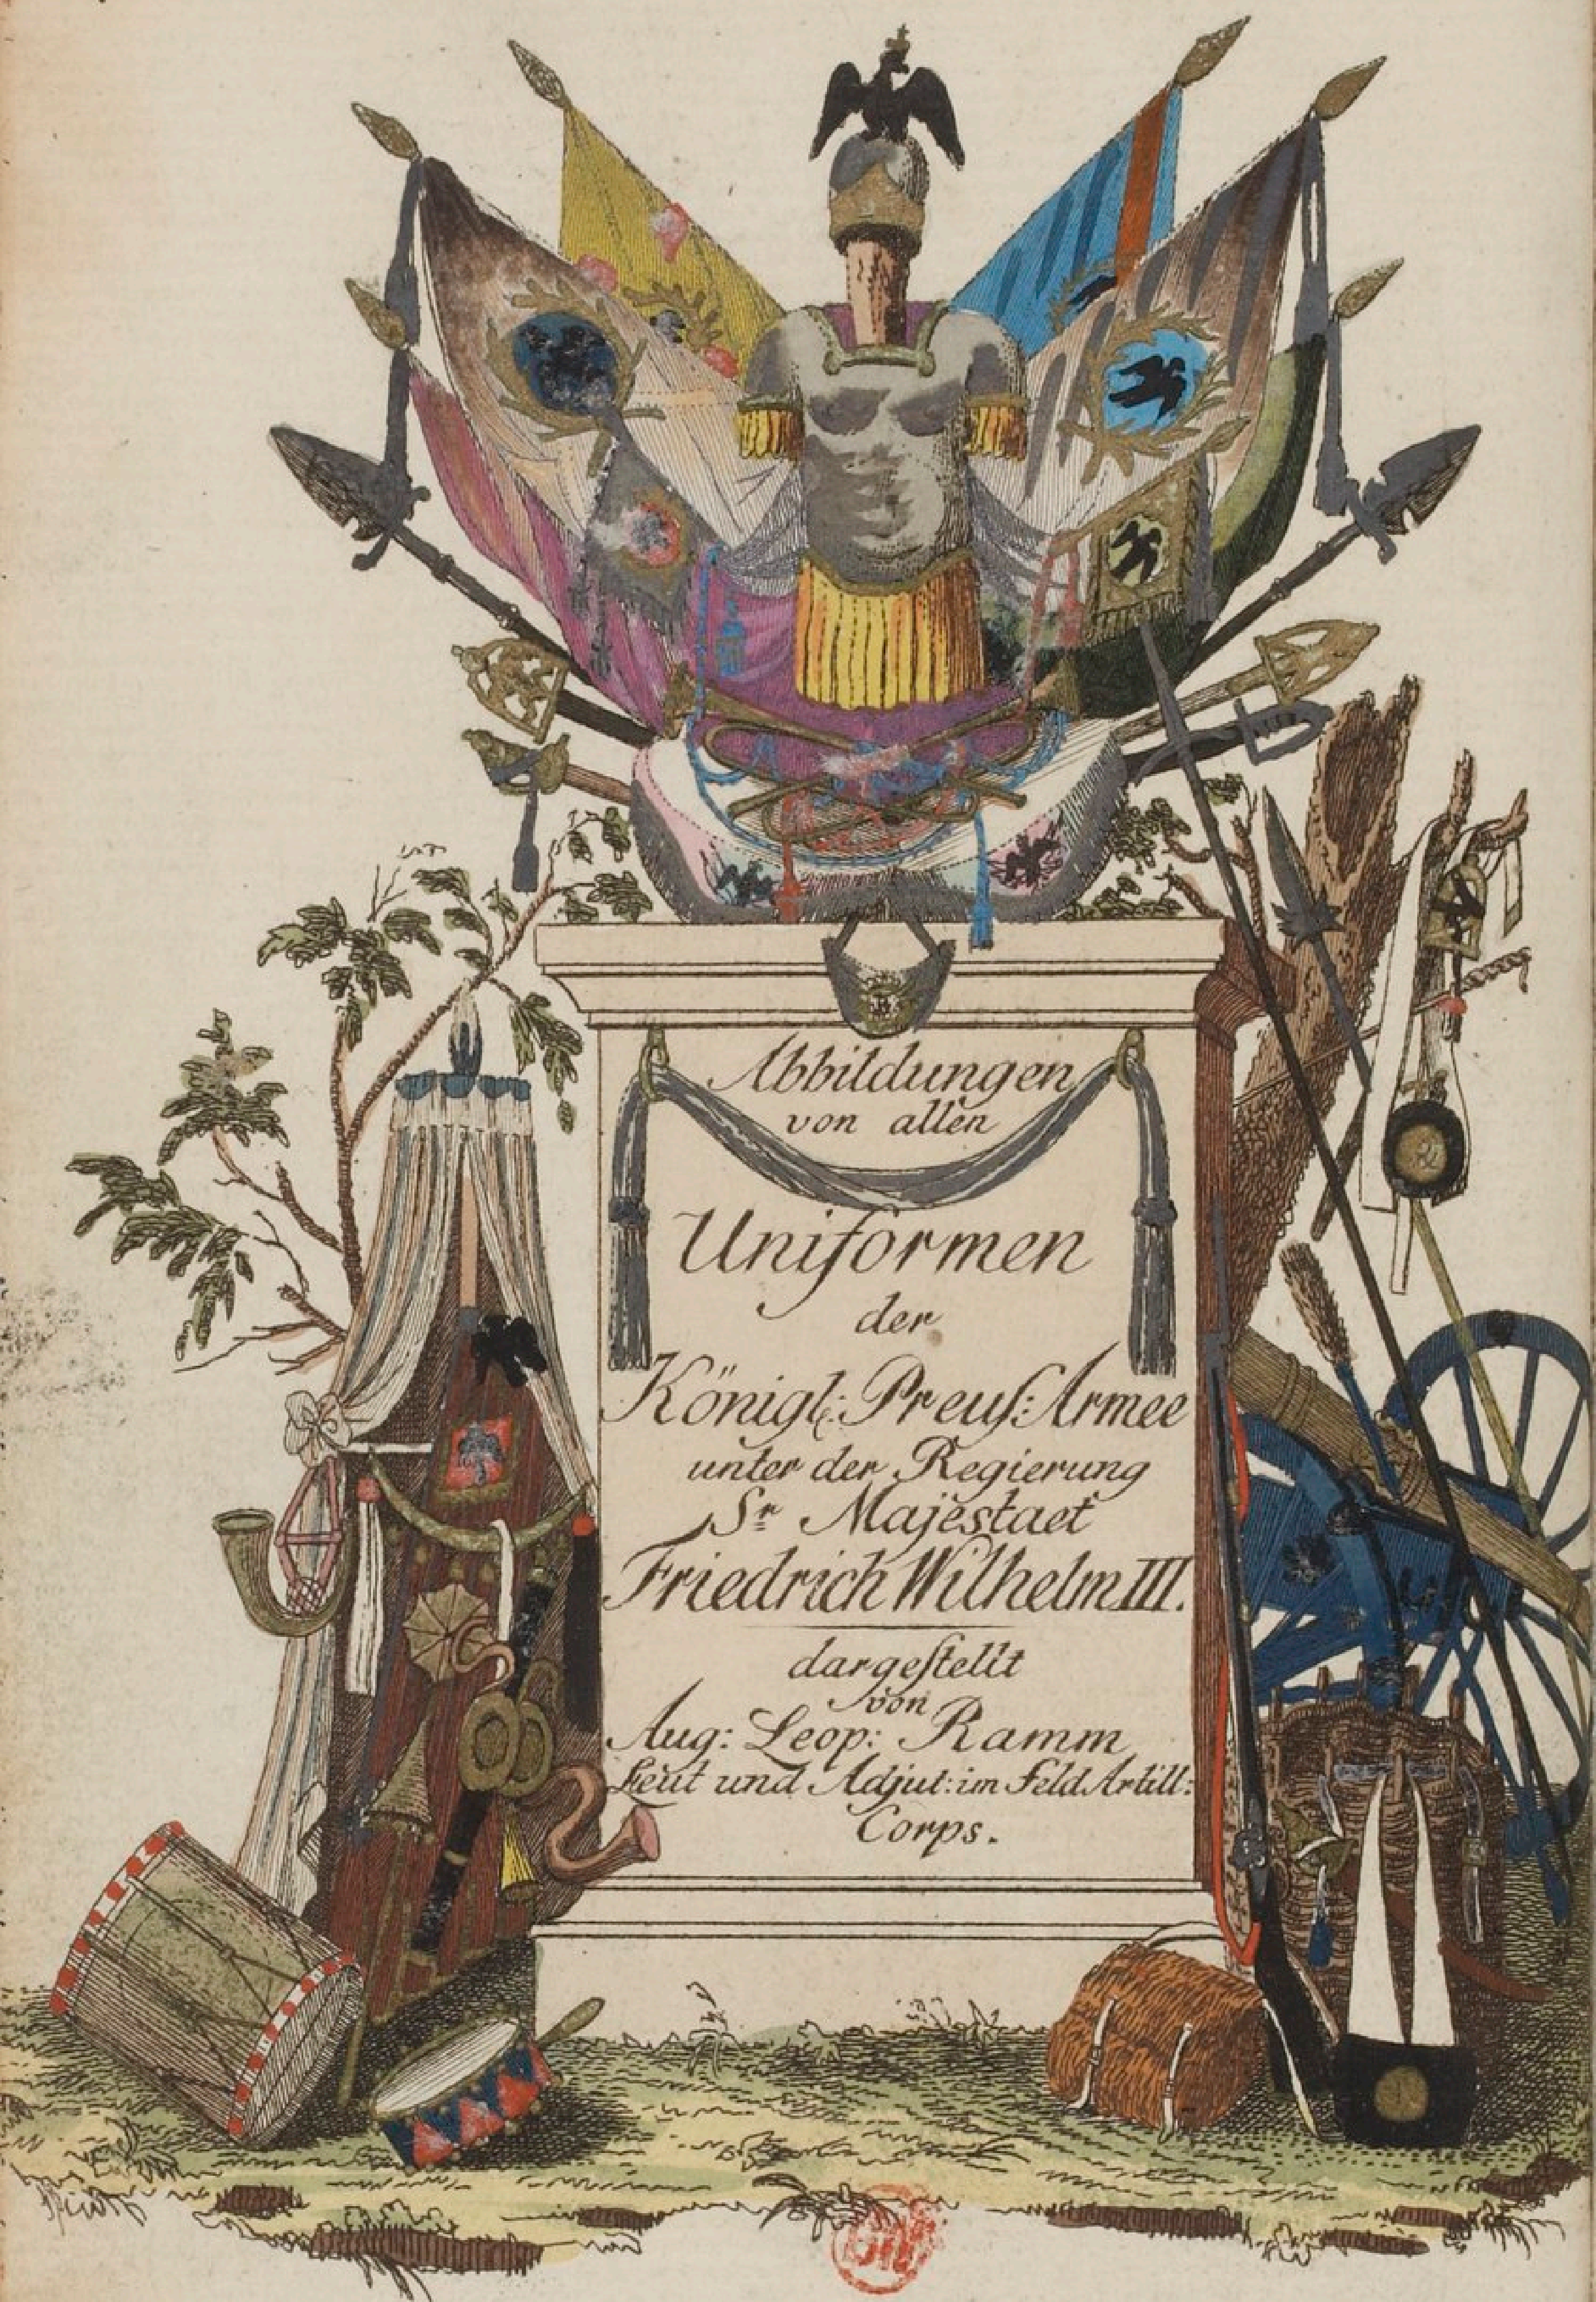 Abbildungen
von allen
Uniformen
der
Königl: Preuſs: Armee
unter der Regierung
Sr Majestaet
Friedrich Wilhelm III.
dargeſtellt
von
Aug: Leop: Ramm
Leut und Adjut: im Feld Artill:
Corps.